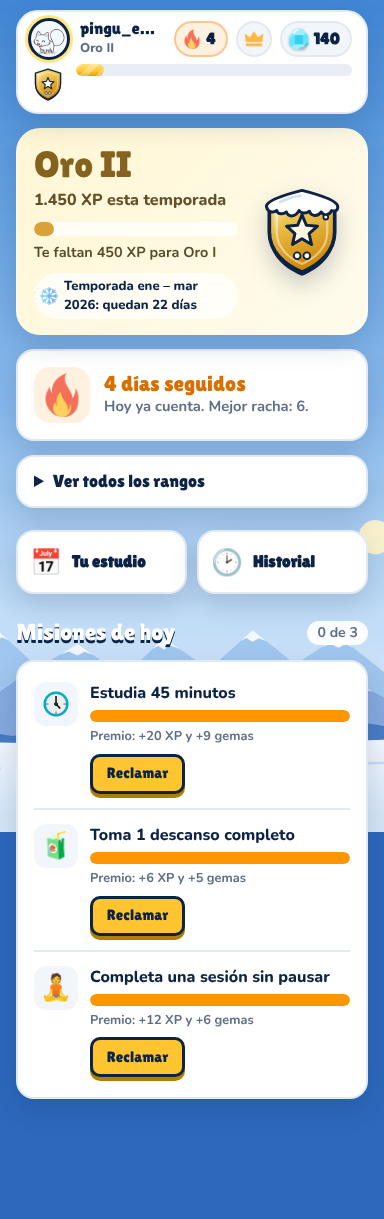 pingu_e...
Oro II
4
140
Oro II
1.450 XP esta temporada
Te faltan 450 XP para Oro I
Temporada ene – mar
2026: quedan 22 días
4 días seguidos
Hoy ya cuenta. Mejor racha: 6.
Ver todos los rangos
Tu estudio
Historial
Misiones de hoy
0 de 3
Estudia 45 minutos
Premio: +20 XP y +9 gemas
Reclamar
Toma 1 descanso completo
Premio: +6 XP y +5 gemas
Reclamar
Completa una sesión sin pausar
Premio: +12 XP y +6 gemas
Reclamar